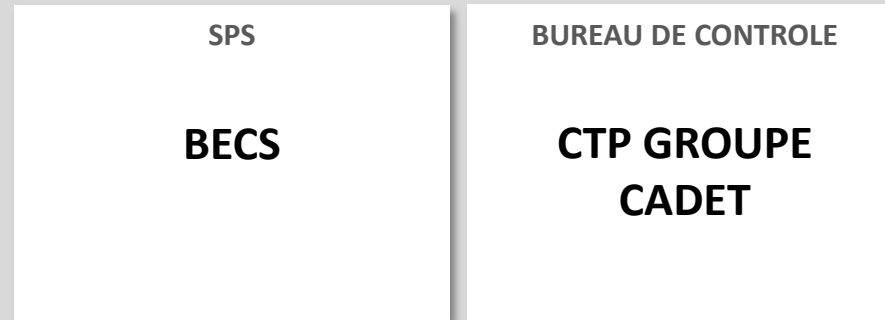 SPS
BECS
BUREAU DE CONTROLE
CTP GROUPE
CADET